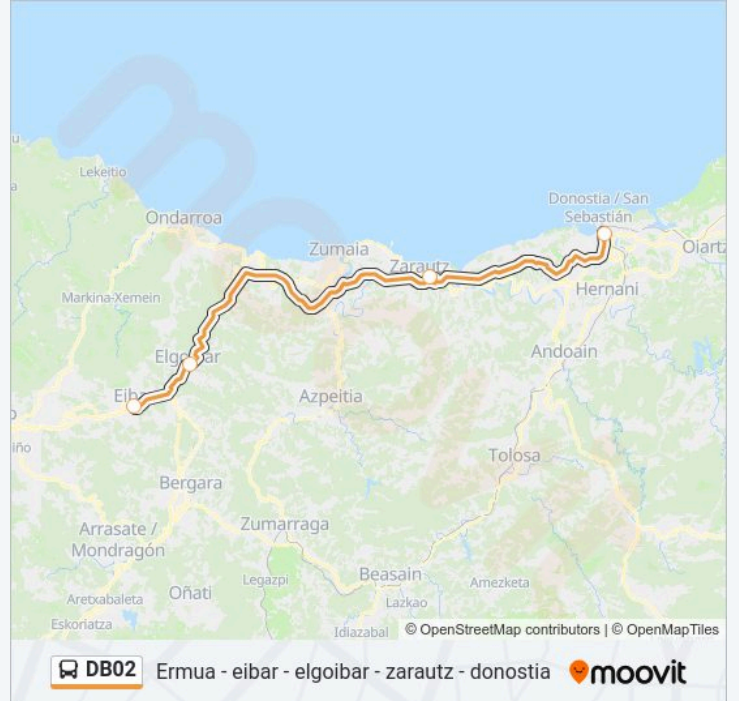 Lekeitio
Donostia / San
Sebastián
Ondarroa
Zumaia
Oiartz
Zarautz
Hernani
Markina-Xemein
Elgoibar
Andoain
Azpeitia
Tolosa
Bergara
Zumarraga
Arrasate /
Mondragón
Beasain
Legazpi
Amezketa
Oñati
Aretxabaleta
Lazkao
Eskoriatza
Idiazabal
© OpenStreetMap contributors | © OpenMapTiles
DB02 Ermua - eibar - elgoibar - zarautz - donostia moovit